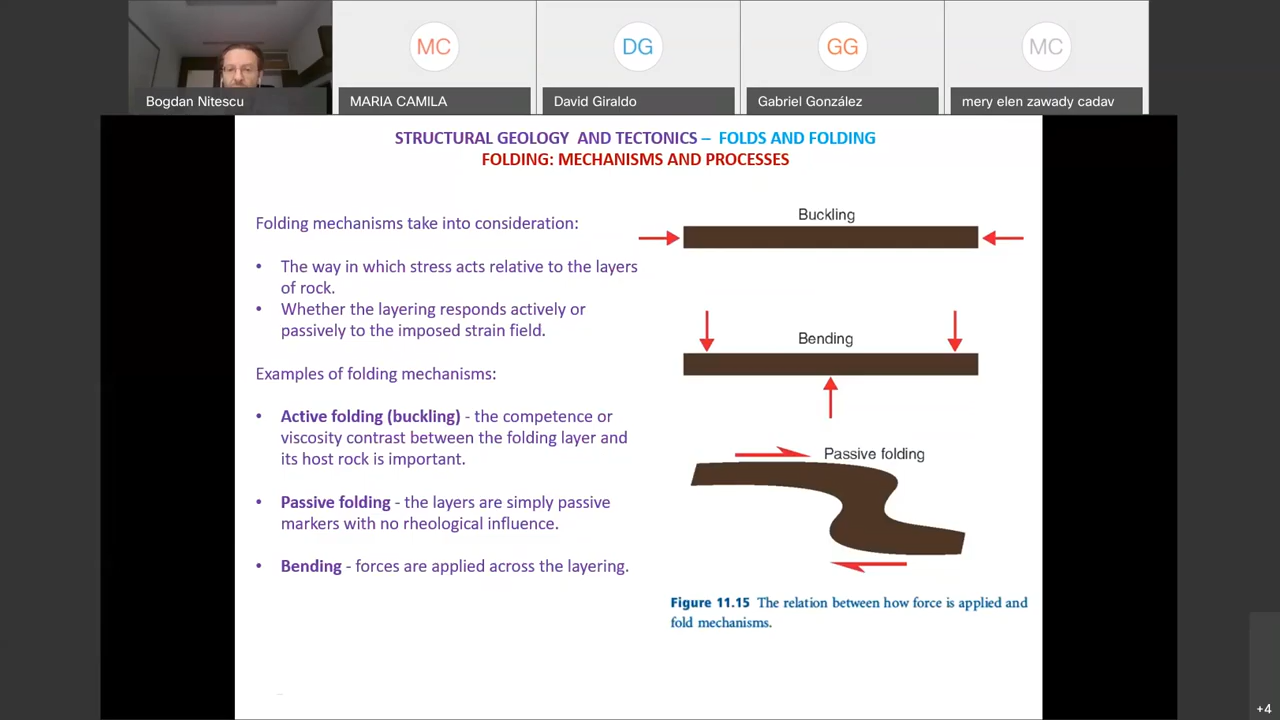 MC
DG
GG
MC
Bogdan Nitescu
MARIA CAMILA
David Giraldo
Gabriel González
mery elen zawady cadav
STRUCTURAL GEOLOGY AND TECTONICS – FOLDS AND FOLDING
FOLDING: MECHANISMS AND PROCESSES
Folding mechanisms take into consideration:
• The way in which stress acts relative to the layers
of rock.
• Whether the layering responds actively or
passively to the imposed strain field.
Examples of folding mechanisms:
• Active folding (buckling) - the competence or
viscosity contrast between the folding layer and
its host rock is important.
• Passive folding - the layers are simply passive
markers with no rheological influence.
• Bending - forces are applied across the layering.
Buckling
Bending
Passive folding
Figure 11.15 The relation between how force is applied and
fold mechanisms.
+4